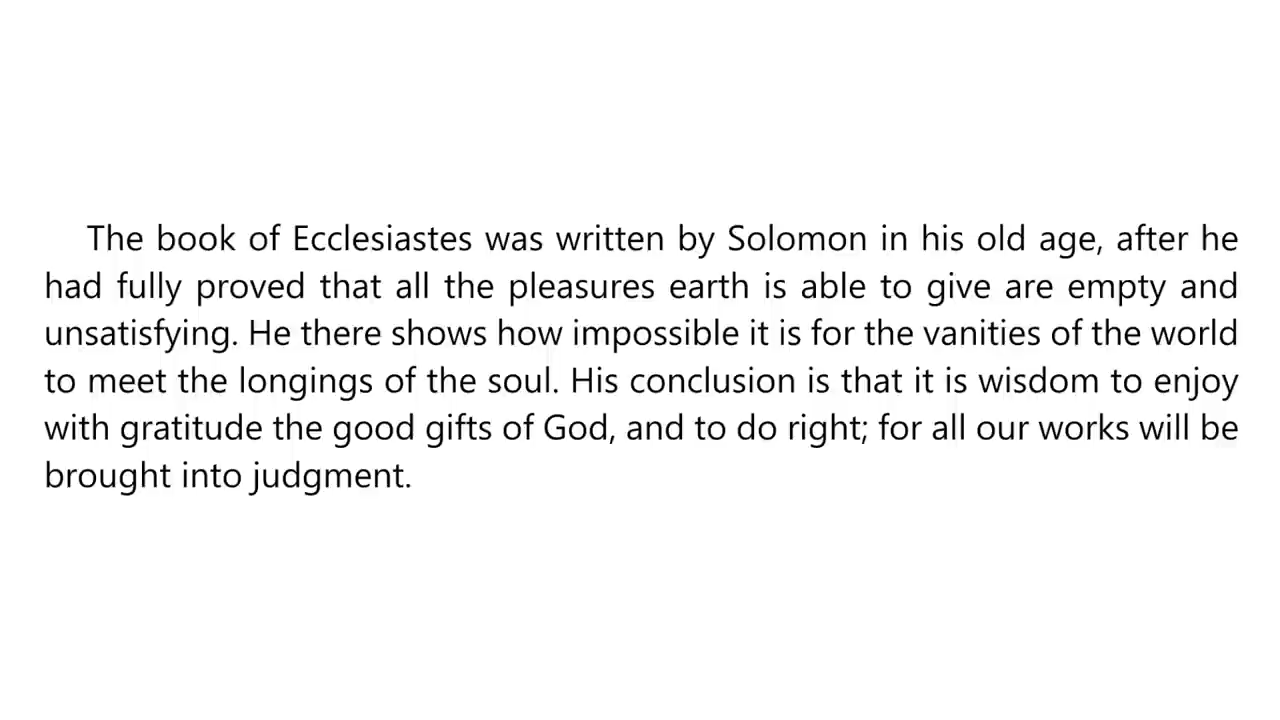 The book of Ecclesiastes was written by Solomon in his old age, after he
had fully proved that all the pleasures earth is able to give are empty and
unsatisfying. He there shows how impossible it is for the vanities of the world
to meet the longings of the soul. His conclusion is that it is wisdom to enjoy
with gratitude the good gifts of God, and to do right; for all our works will be
brought into judgment.